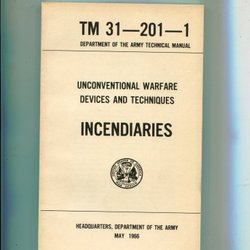 TM 31—201—1
DEPARTMENT OF THE ARMY TECHNICAL MANUAL
UNCONVENTIONAL WARFARE
DEVICES AND TECHNIQUES
INCENDIARIES
HEADQUARTERS, DEPARTMENT OF THE ARMY
MAY 1966